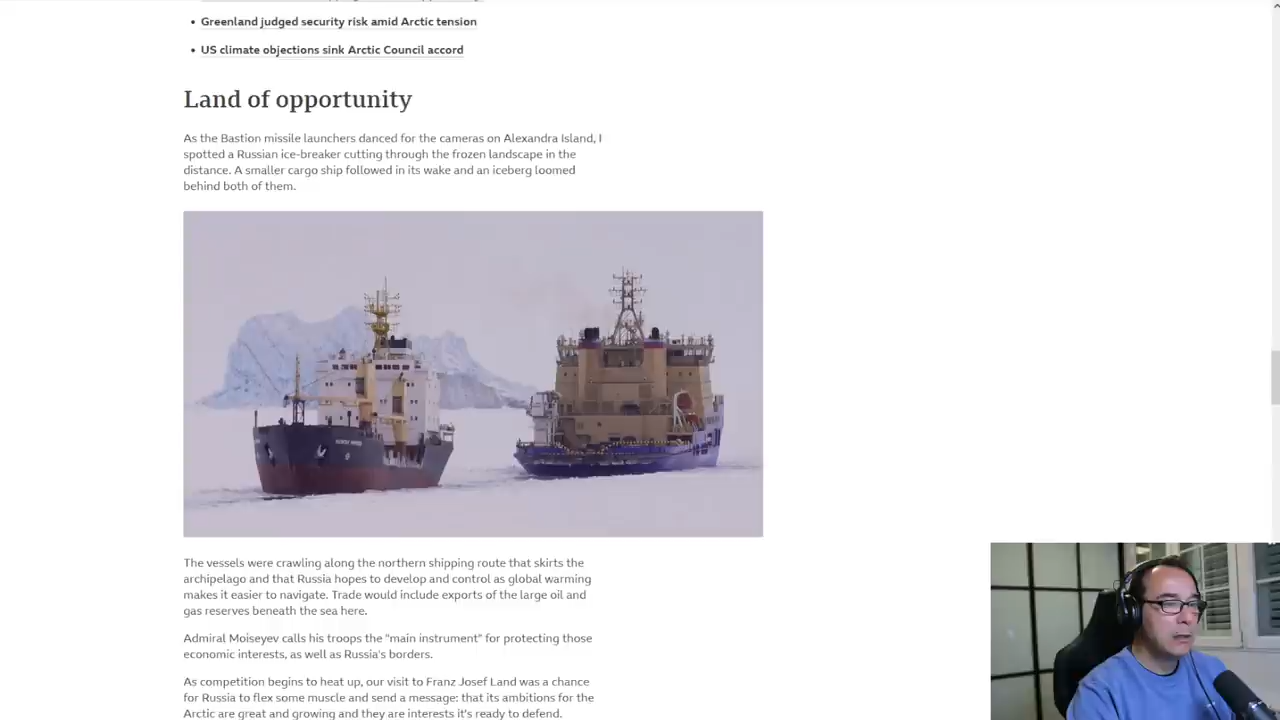 Greenland judged security risk amid Arctic tension
US climate objections sink Arctic Council accord
Land of opportunity
As the Bastion missile launchers danced for the cameras on Alexandra Island, I
spotted a Russian ice-breaker cutting through the frozen landscape in the
distance. A smaller cargo ship followed in its wake and an iceberg loomed
behind both of them.
The vessels were crawling along the northern shipping route that skirts the
archipelago and that Russia hopes to develop and control as global warming
makes it easier to navigate. Trade would include exports of the large oil and
gas reserves beneath the sea here.
Admiral Moiseyev calls his troops the "main instrument" for protecting those
economic interests, as well as Russia's borders.
As competition begins to heat up, our visit to Franz Josef Land was a chance
for Russia to flex some muscle and send a message: that its ambitions for the
Arctic are great and growing and they are interests it's ready to defend.